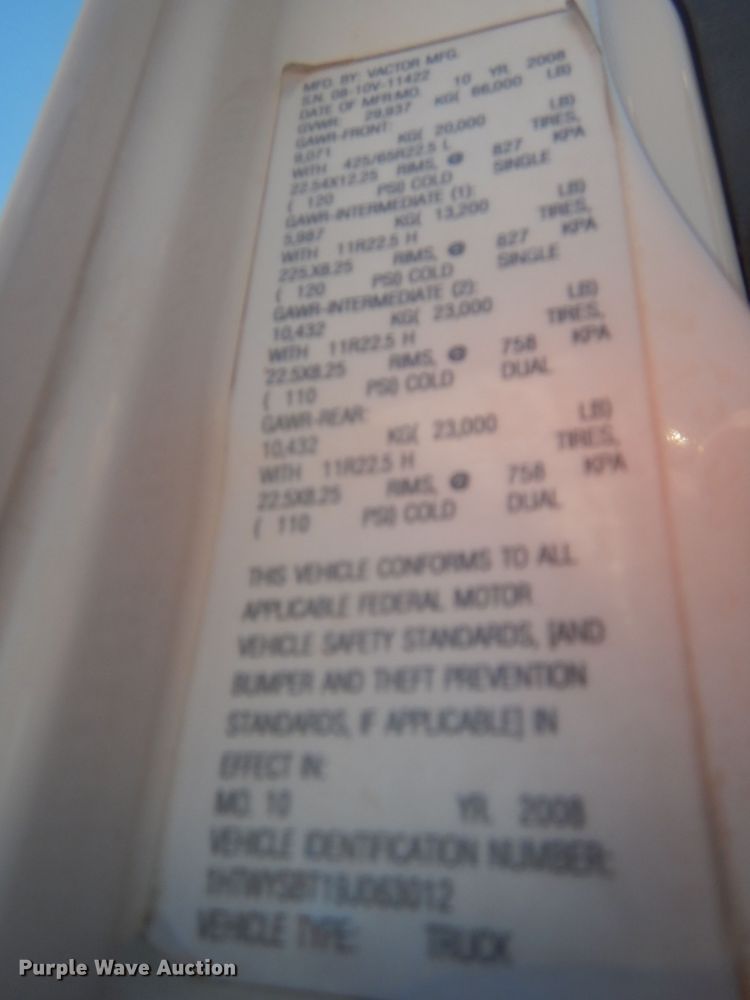 MFD. BY: VACTOR MFG.
S.N. 08-10V-11422
DATE OF MFR:MO. 10 YR. 2008
GVWR: 29,937 KG( 66,000 LB)
GAWR-FRONT:
9,071 KG( 20,000 LB)
WITH 425/65R22.5 L TIRES,
22.54X12.25 RIMS, @ 827 KPA
( 120 PSI) COLD SINGLE
GAWR-INTERMEDIATE (1):
5,987 KG( 13,200 LB)
WITH 11R22.5 H TIRES,
225.X8.25 RIMS, @ 827 KPA
( 120 PSI) COLD SINGLE
GAWR-INTERMEDIATE (2):
10,432 KG( 23,000 LB)
WITH 11R22.5 H TIRES,
22.5X8.25 RIMS, @ 758 KPA
( 110 PSI) COLD DUAL
GAWR-REAR:
10,432 KG( 23,000 LB)
WITH 11R22.5 H TIRES,
22.5X8.25 RIMS, @ 758 KPA
( 110 PSI) COLD DUAL
THIS VEHICLE CONFORMS TO ALL
APPLICABLE FEDERAL MOTOR
VEHICLE SAFETY STANDARDS, [AND
BUMPER AND THEFT PREVENTION
STANDARDS, IF APPLICABLE] IN
EFFECT IN:
MO. 10 YR. 2008
VEHICLE IDENTIFICATION NUMBER:
1HTWYSBT19J063012
VEHICLE TYPE: TRUCK
Purple Wave Auction